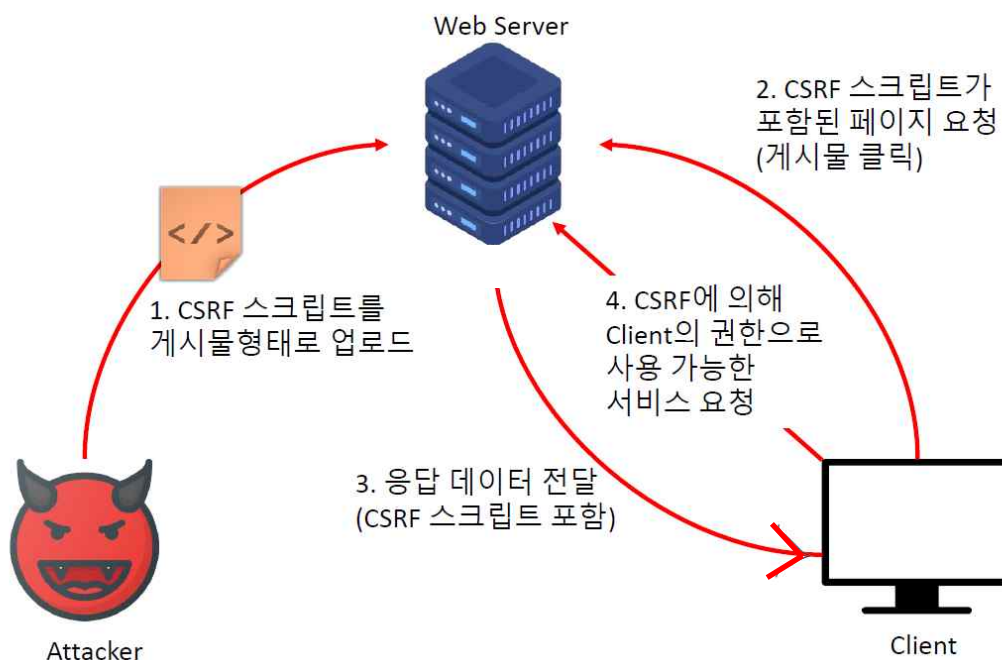 Web Server
2. CSRF 스크립트가
포함된 페이지 요청
(게시물 클릭)
</>
1. CSRF 스크립트를
게시물형태로 업로드
4. CSRF에 의해
Client의 권한으로
사용 가능한
서비스 요청
3. 응답 데이터 전달
(CSRF 스크립트 포함)
Attacker
Client